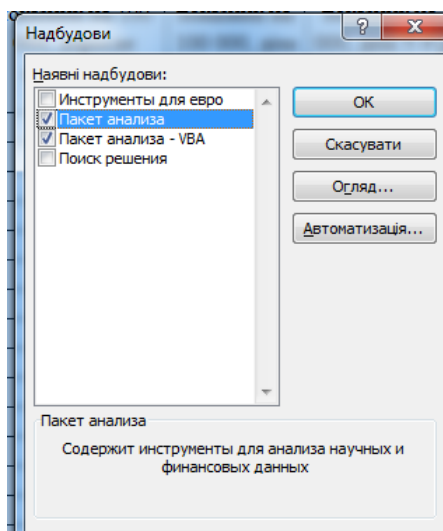 Надбудови
Наявні надбудови:
Инструменты для евро
Пакет анализа
Пакет анализа - VBA
Поиск решения
ОК
Скасувати
Огляд...
Автоматизація...
Пакет анализа
Содержит инструменты для анализа научных и
финансовых данных